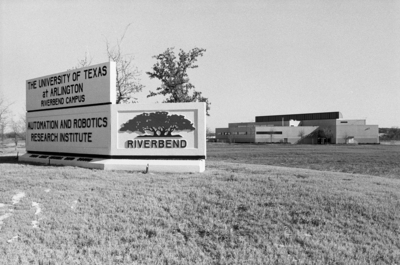 THE UNIVERSITY OF TEXAS
at ARLINGTON
RIVERBEND CAMPUS
AUTOMATION AND ROBOTICS
RESEARCH INSTITUTE
RIVERBEND